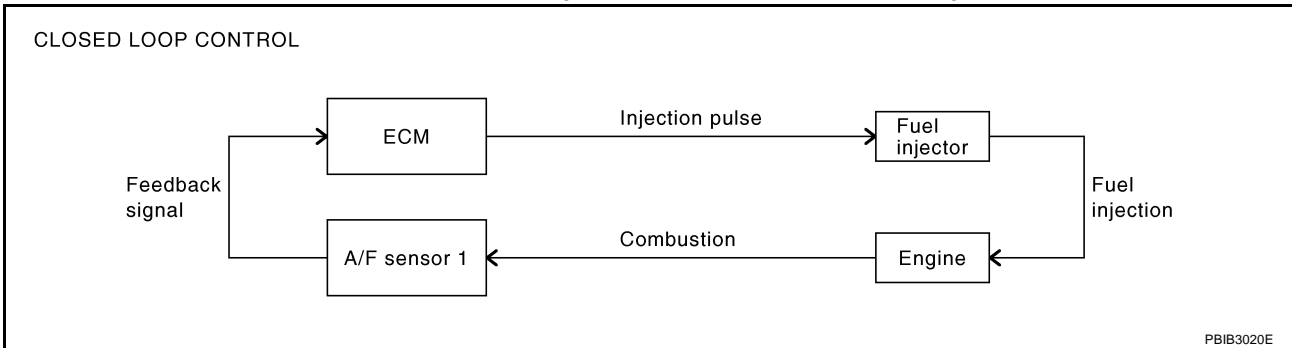 CLOSED LOOP CONTROL
ECM
Injection pulse
Fuel
injector
Feedback
signal
Fuel
injection
A/F sensor 1
Combustion
Engine
PBIB3020E